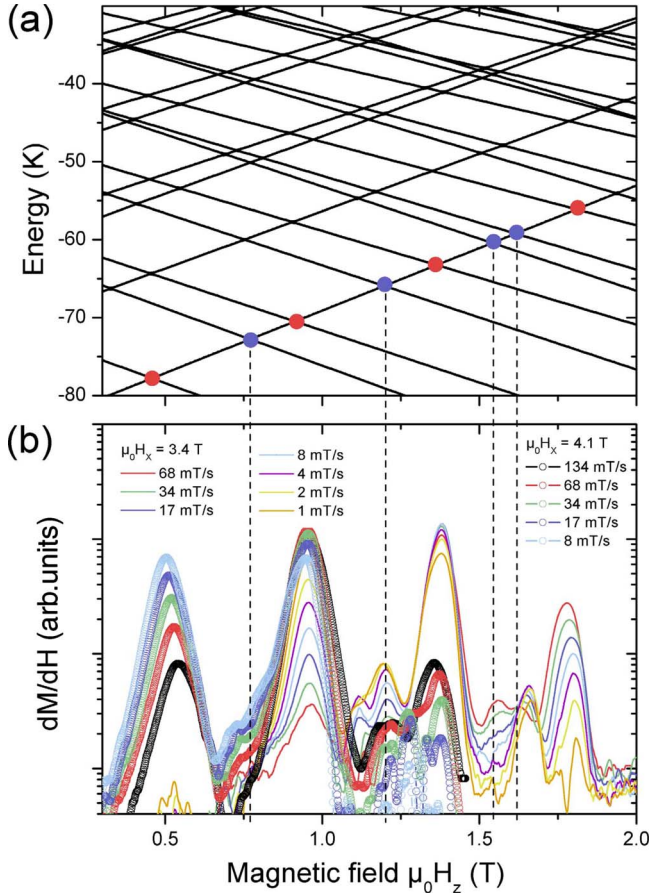 (a)
Energy (K)
-40
-50
-60
-70
-80
(b)
dM/dH (arb.units)
μ₀Hₓ = 3.4 T
68 mT/s
34 mT/s
17 mT/s
8 mT/s
4 mT/s
2 mT/s
1 mT/s
μ₀Hₓ = 4.1 T
134 mT/s
68 mT/s
34 mT/s
17 mT/s
8 mT/s
0.5
1.0
1.5
2.0
Magnetic field μ₀H_z (T)